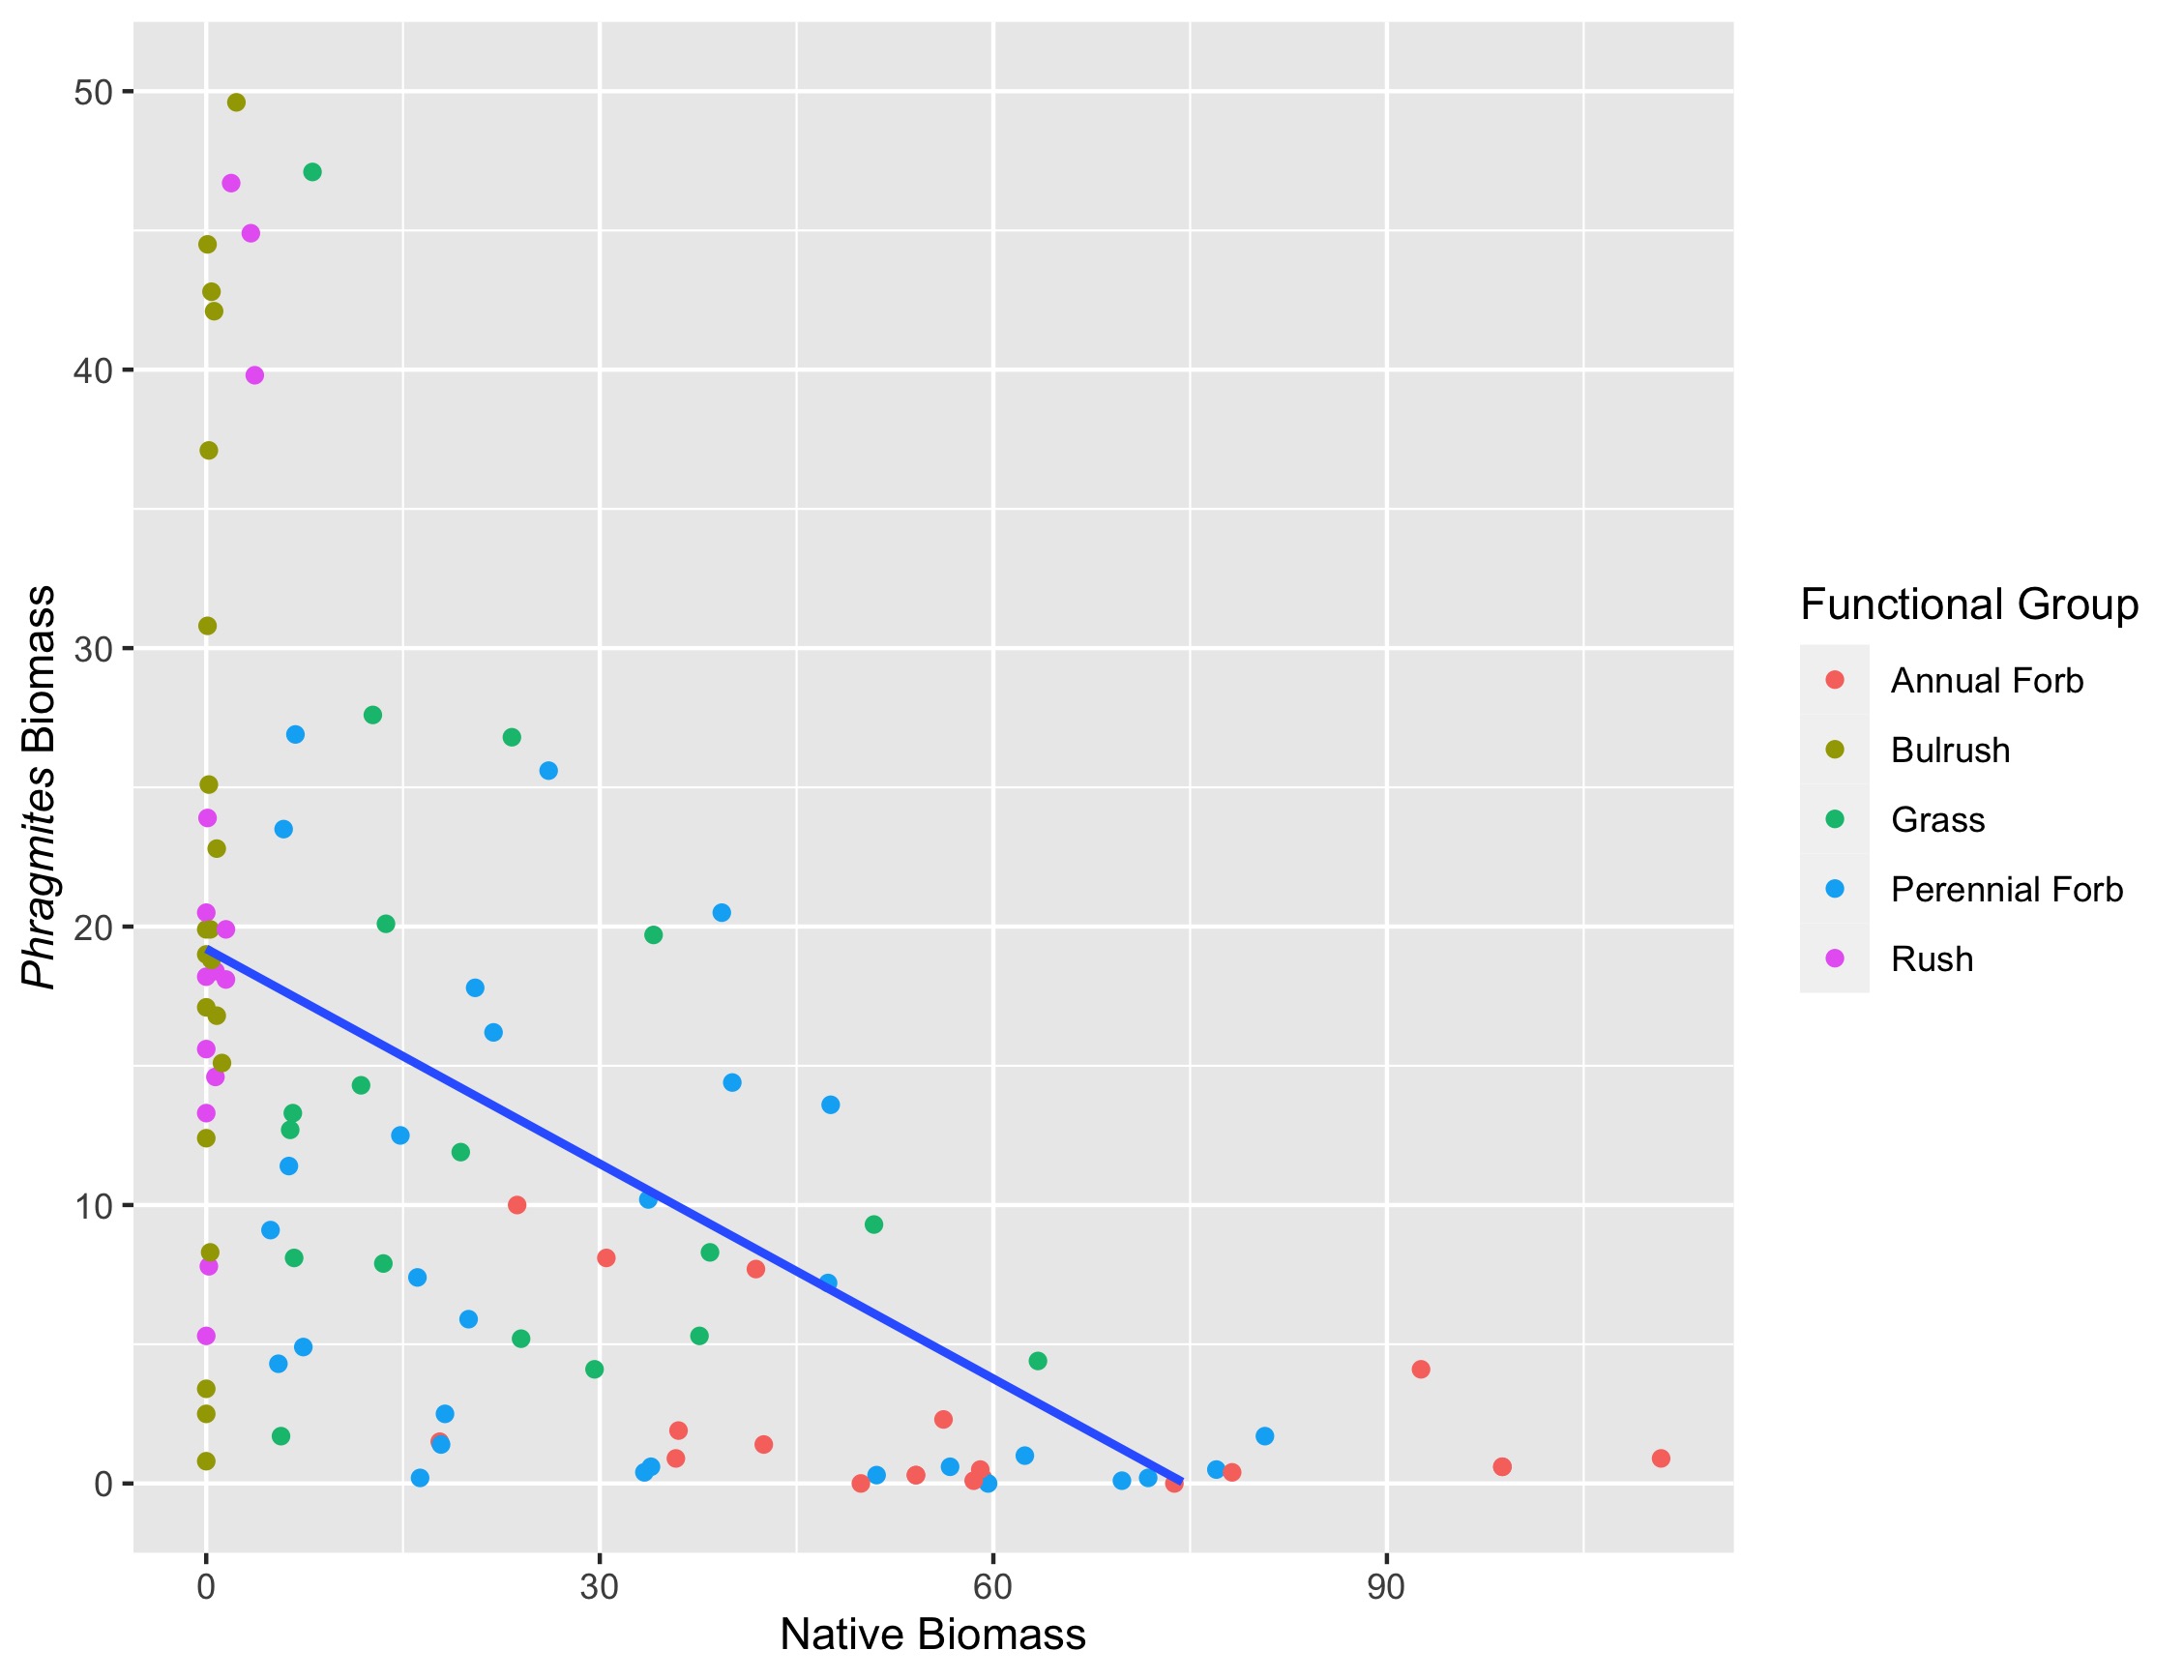 50
40
30
20
10
0
Phragmites Biomass
0 30 60 90
Native Biomass
Functional Group
Annual Forb
Bulrush
Grass
Perennial Forb
Rush